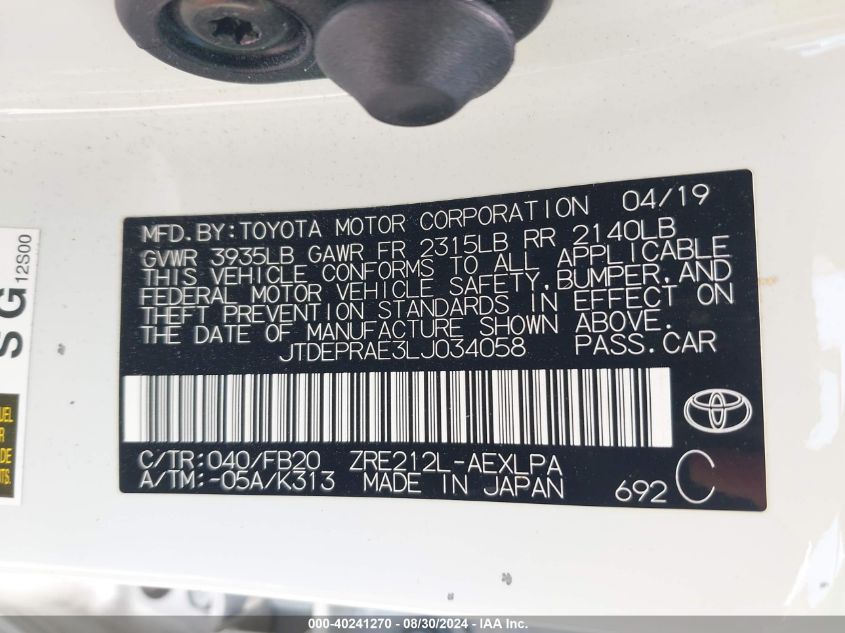 MFD. BY: TOYOTA MOTOR CORPORATION 04/19
GVWR 3935LB GAWR FR 2315LB RR 2140LB
THIS VEHICLE CONFORMS TO ALL APPLICABLE
FEDERAL MOTOR VEHICLE SAFETY, BUMPER, AND
THEFT PREVENTION STANDARDS IN EFFECT ON
THE DATE OF MANUFACTURE SHOWN ABOVE.
JTDEPRAE3LJ034058 PASS.CAR
C/TR: 040/FB20 ZRE212L-AEXLPA
A/TM: -05A/K313 MADE IN JAPAN 692 C
SG
12S00
000-40241270 - 08/30/2024 - IAA Inc.